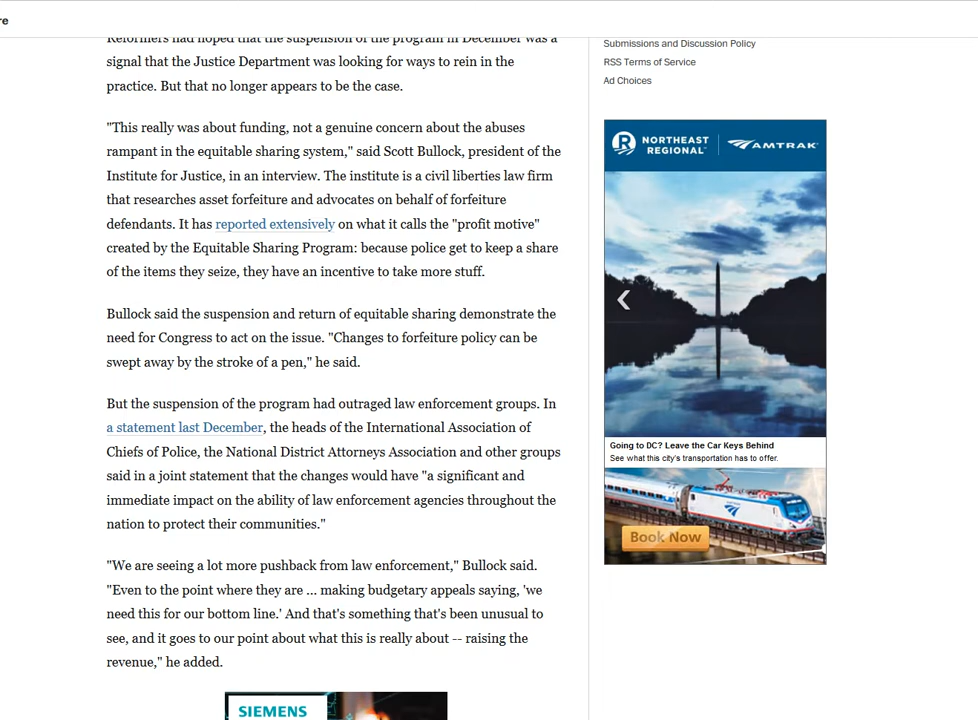 re
Reformers had hoped that the suspension of the program in December was a
signal that the Justice Department was looking for ways to rein in the
practice. But that no longer appears to be the case.
"This really was about funding, not a genuine concern about the abuses
rampant in the equitable sharing system," said Scott Bullock, president of the
Institute for Justice, in an interview. The institute is a civil liberties law firm
that researches asset forfeiture and advocates on behalf of forfeiture
defendants. It has reported extensively on what it calls the "profit motive"
created by the Equitable Sharing Program: because police get to keep a share
of the items they seize, they have an incentive to take more stuff.
Bullock said the suspension and return of equitable sharing demonstrate the
need for Congress to act on the issue. "Changes to forfeiture policy can be
swept away by the stroke of a pen," he said.
But the suspension of the program had outraged law enforcement groups. In
a statement last December, the heads of the International Association of
Chiefs of Police, the National District Attorneys Association and other groups
said in a joint statement that the changes would have "a significant and
immediate impact on the ability of law enforcement agencies throughout the
nation to protect their communities."
"We are seeing a lot more pushback from law enforcement," Bullock said.
"Even to the point where they are ... making budgetary appeals saying, 'we
need this for our bottom line.' And that's something that's been unusual to
see, and it goes to our point about what this is really about -- raising the
revenue," he added.
SIEMENS
Submissions and Discussion Policy
RSS Terms of Service
Ad Choices
R NORTHEAST REGIONAL™ AMTRAK®
Going to DC? Leave the Car Keys Behind
See what this city's transportation has to offer.
Book Now